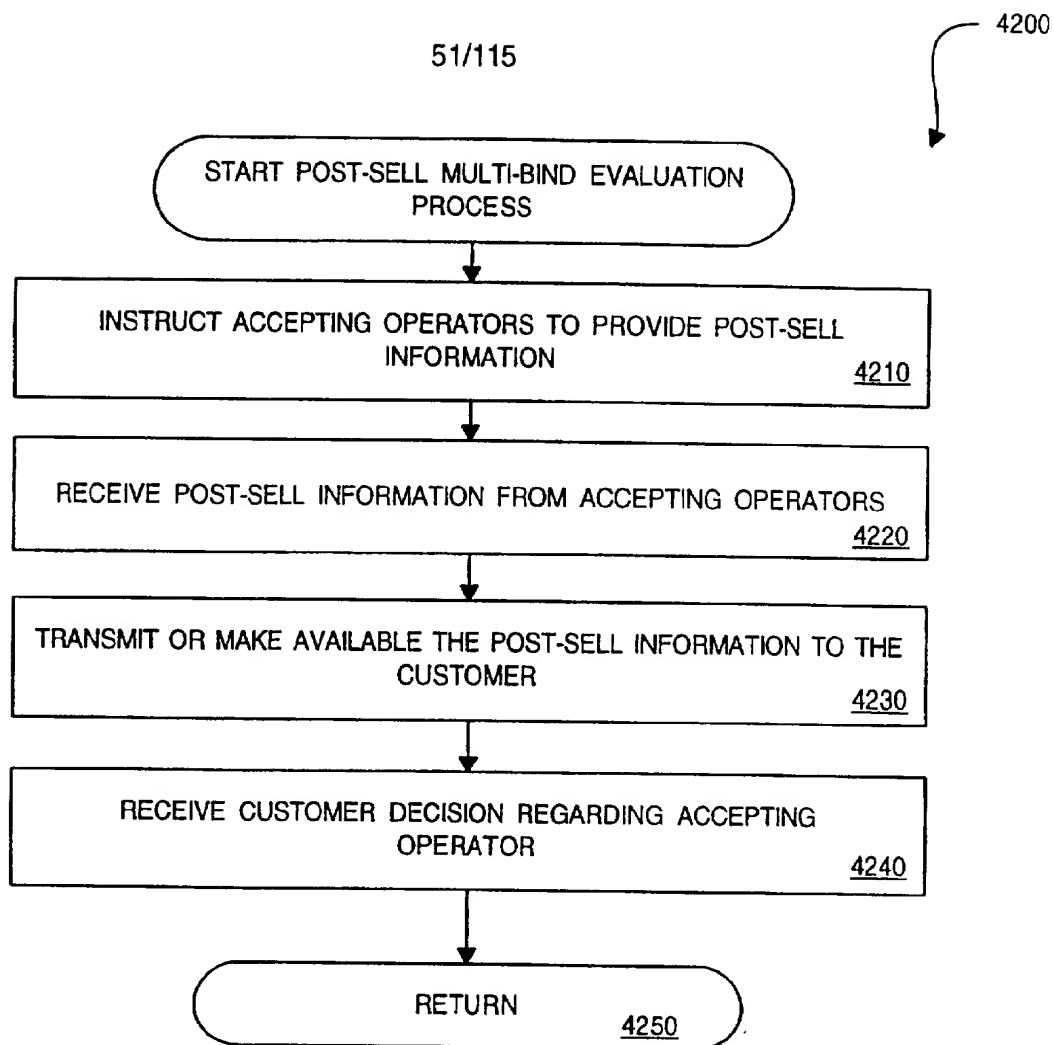 4200
51/115
START POST-SELL MULTI-BIND EVALUATION
PROCESS
INSTRUCT ACCEPTING OPERATORS TO PROVIDE POST-SELL
INFORMATION
4210
RECEIVE POST-SELL INFORMATION FROM ACCEPTING OPERATORS
4220
TRANSMIT OR MAKE AVAILABLE THE POST-SELL INFORMATION TO THE
CUSTOMER
4230
RECEIVE CUSTOMER DECISION REGARDING ACCEPTING
OPERATOR
4240
RETURN
4250